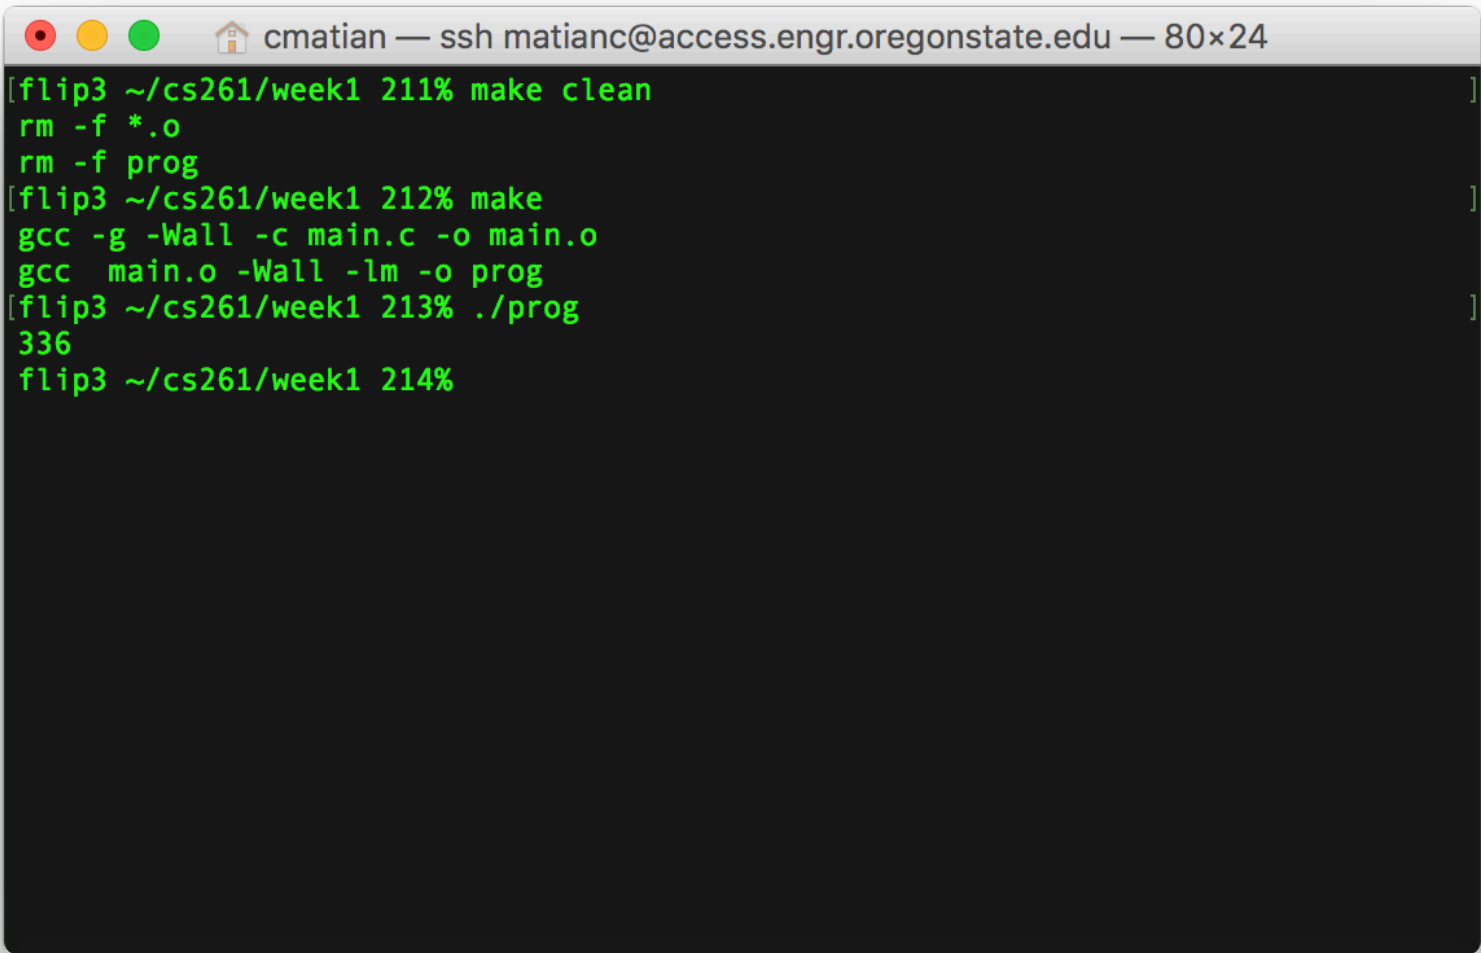 cmatian — ssh matianc@access.engr.oregonstate.edu — 80×24
[flip3 ~/cs261/week1 211% make clean ]
rm -f *.o
rm -f prog
[flip3 ~/cs261/week1 212% make ]
gcc -g -Wall -c main.c -o main.o
gcc  main.o -Wall -lm -o prog
[flip3 ~/cs261/week1 213% ./prog ]
336
flip3 ~/cs261/week1 214%